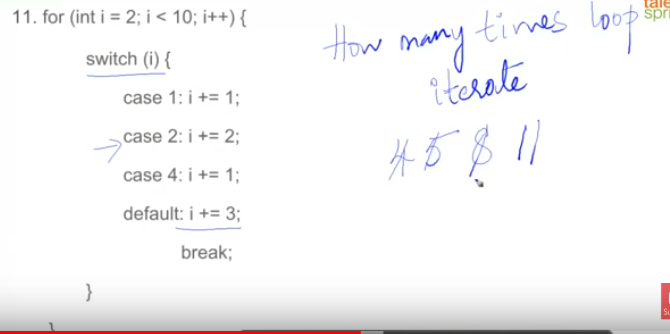 11. for (int i = 2; i < 10; i++) {
switch (i) {
case 1: i += 1;
case 2: i += 2;
case 4: i += 1;
default: i += 3;
break;
}
}
How many times loop
iterate
4 5 8 11